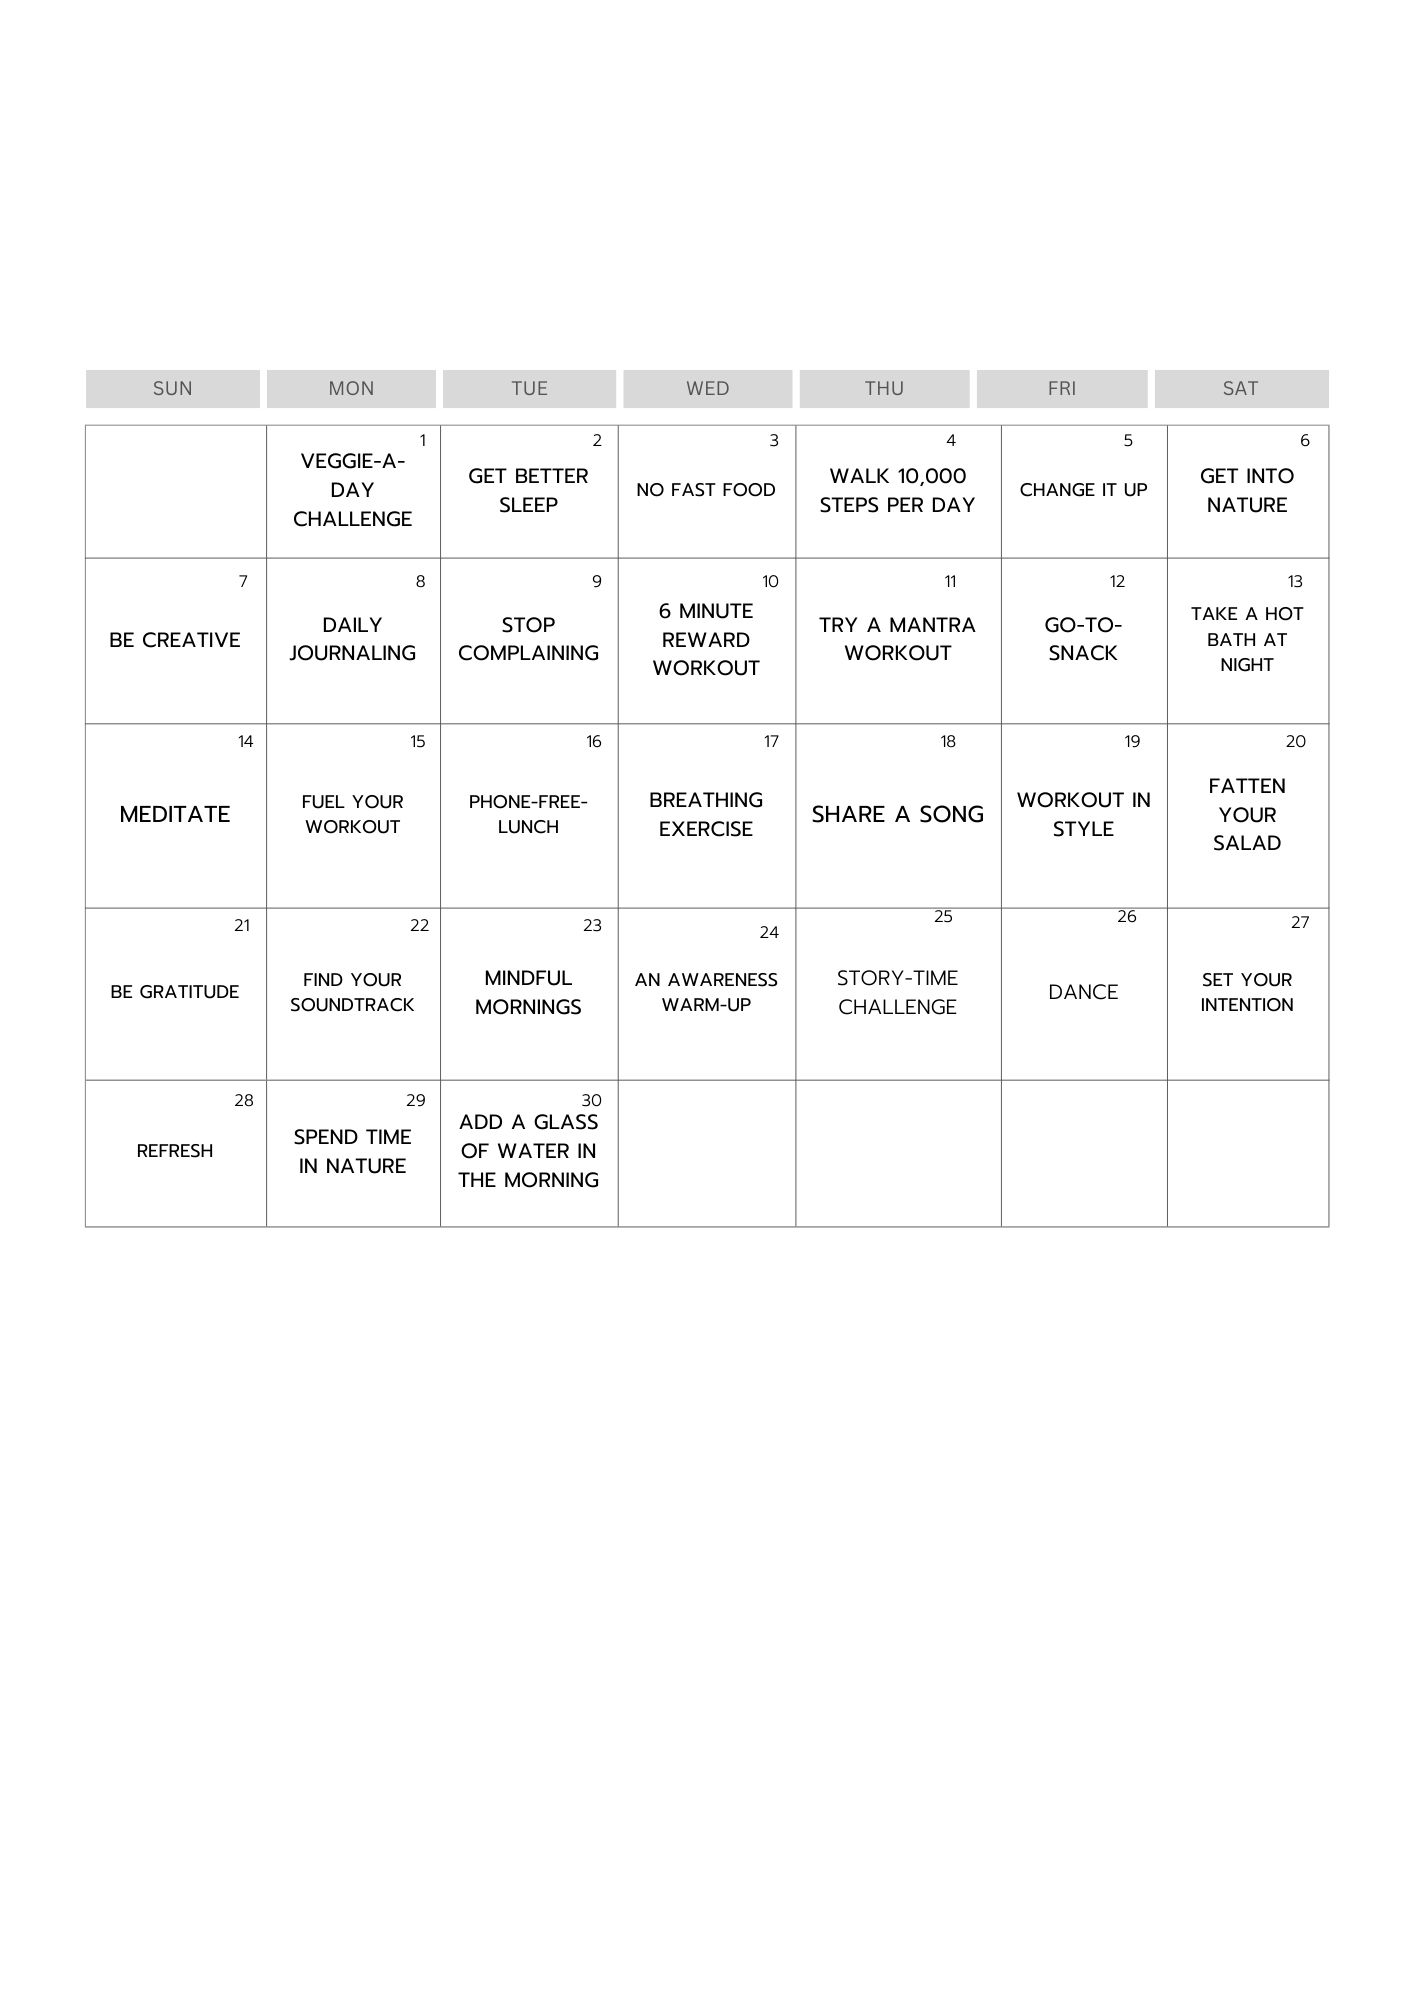 SUN MON TUE WED THU FRI SAT
1 2 3 4 5 6
VEGGIE-A-
DAY
CHALLENGE
GET BETTER
SLEEP
NO FAST FOOD
WALK 10,000
STEPS PER DAY
CHANGE IT UP
GET INTO
NATURE
7 8 9 10 11 12 13
BE CREATIVE
DAILY
JOURNALING
STOP
COMPLAINING
6 MINUTE
REWARD
WORKOUT
TRY A MANTRA
WORKOUT
GO-TO-
SNACK
TAKE A HOT
BATH AT
NIGHT
14 15 16 17 18 19 20
MEDITATE
FUEL YOUR
WORKOUT
PHONE-FREE-
LUNCH
BREATHING
EXERCISE
SHARE A SONG
WORKOUT IN
STYLE
FATTEN
YOUR
SALAD
21 22 23 24 25 26 27
BE GRATITUDE
FIND YOUR
SOUNDTRACK
MINDFUL
MORNINGS
AN AWARENESS
WARM-UP
STORY-TIME
CHALLENGE
DANCE
SET YOUR
INTENTION
28 29 30
REFRESH
SPEND TIME
IN NATURE
ADD A GLASS
OF WATER IN
THE MORNING